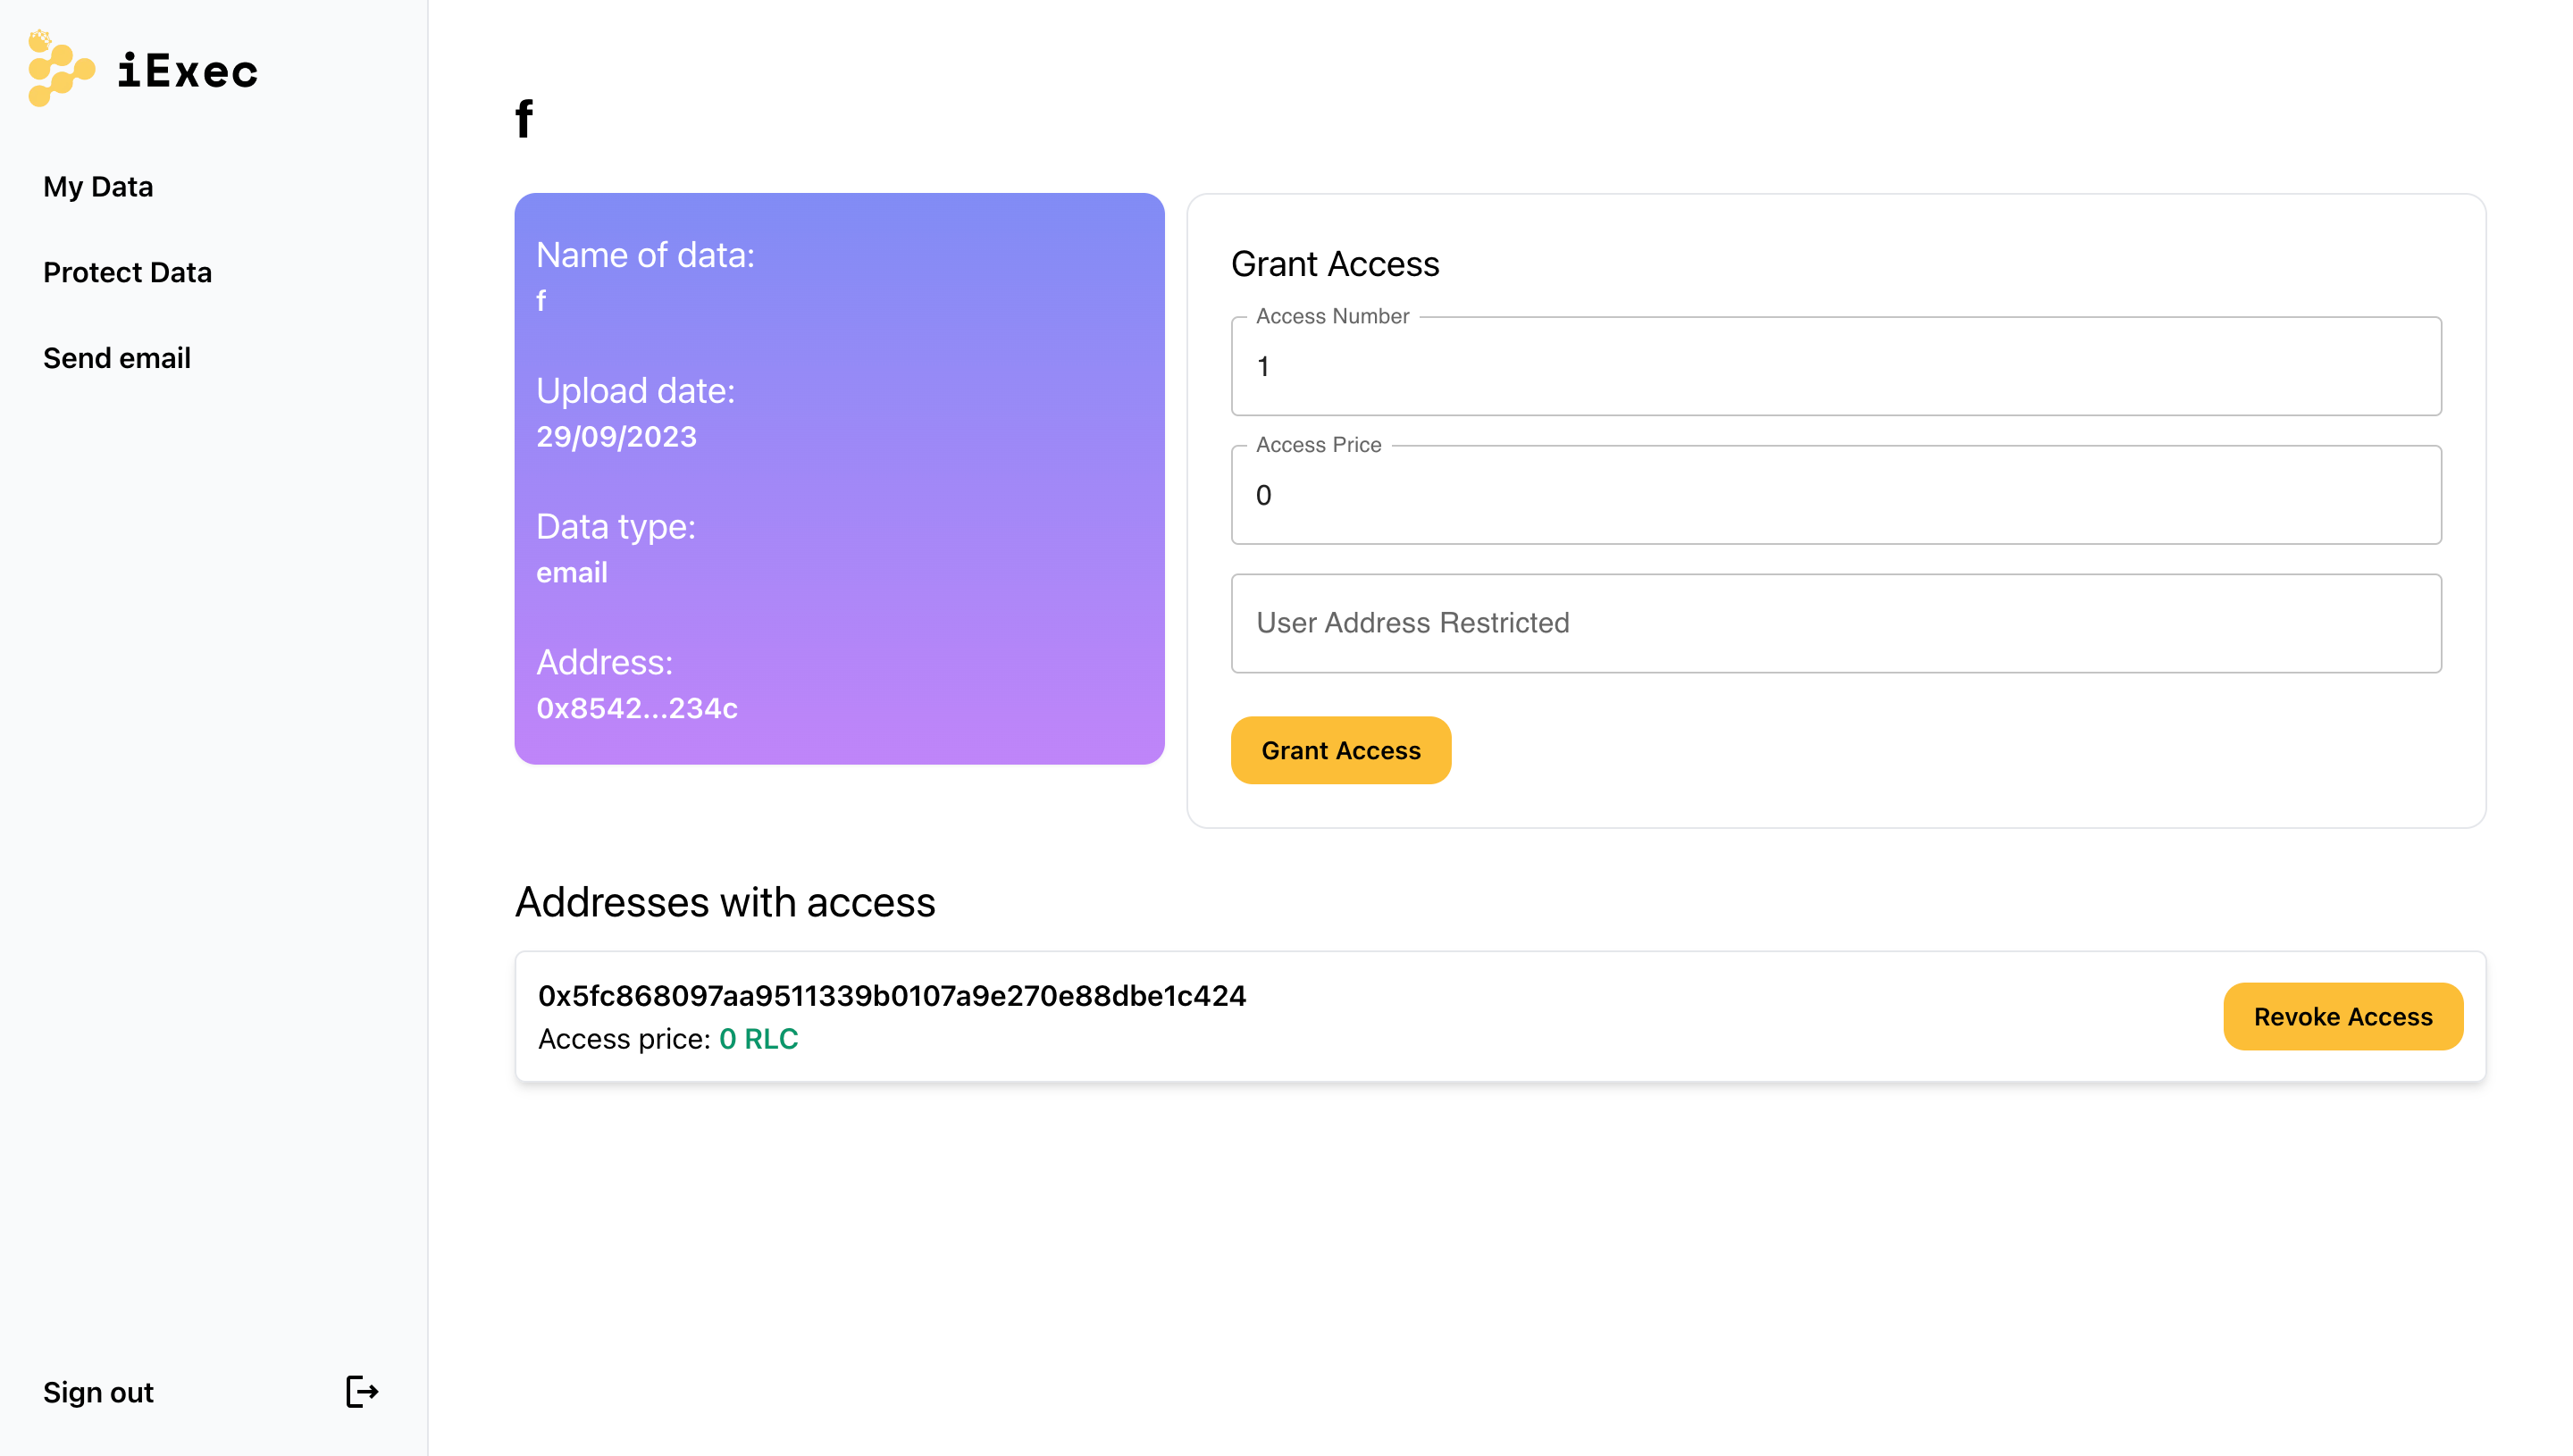 iExec
My Data
Protect Data
Send email
Sign out
f
Name of data:
f
Upload date:
29/09/2023
Data type:
email
Address:
0x8542...234c
Grant Access
Access Number
1
Access Price
0
User Address Restricted
Grant Access
Addresses with access
0x5fc868097aa9511339b0107a9e270e88dbe1c424
Access price: 0 RLC
Revoke Access